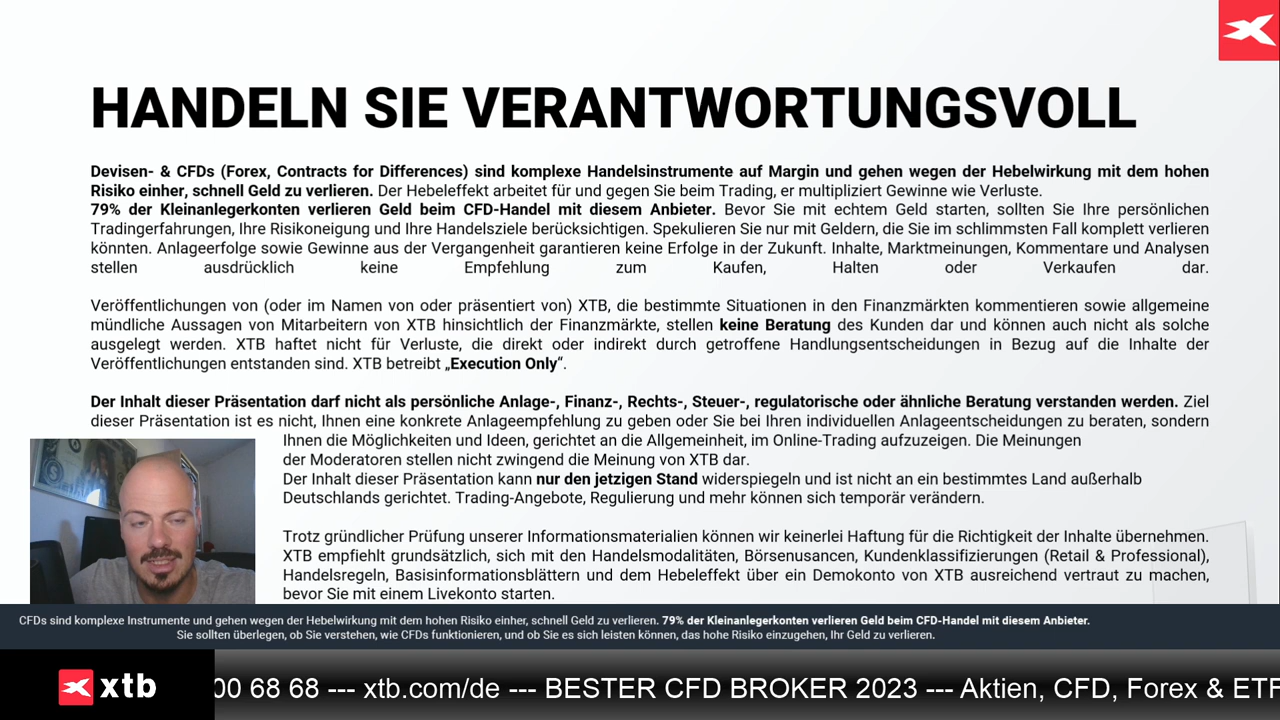 HANDELN SIE VERANTWORTUNGSVOLL
Devisen- & CFDs (Forex, Contracts for Differences) sind komplexe Handelsinstrumente auf Margin und gehen wegen der Hebelwirkung mit dem hohen
Risiko einher, schnell Geld zu verlieren. Der Hebeleffekt arbeitet für und gegen Sie beim Trading, er multipliziert Gewinne wie Verluste.
79% der Kleinanlegerkonten verlieren Geld beim CFD-Handel mit diesem Anbieter. Bevor Sie mit echtem Geld starten, sollten Sie Ihre persönlichen
Tradingerfahrungen, Ihre Risikoneigung und Ihre Handelsziele berücksichtigen. Spekulieren Sie nur mit Geldern, die Sie im schlimmsten Fall komplett verlieren
könnten. Anlageerfolge sowie Gewinne aus der Vergangenheit garantieren keine Erfolge in der Zukunft. Inhalte, Marktmeinungen, Kommentare und Analysen
stellen ausdrücklich keine Empfehlung zum Kaufen, Halten oder Verkaufen dar.
Veröffentlichungen von (oder im Namen von oder präsentiert von) XTB, die bestimmte Situationen in den Finanzmärkten kommentieren sowie allgemeine
mündliche Aussagen von Mitarbeitern von XTB hinsichtlich der Finanzmärkte, stellen keine Beratung des Kunden dar und können auch nicht als solche
ausgelegt werden. XTB haftet nicht für Verluste, die direkt oder indirekt durch getroffene Handlungsentscheidungen in Bezug auf die Inhalte der
Veröffentlichungen entstanden sind. XTB betreibt „Execution Only“.
Der Inhalt dieser Präsentation darf nicht als persönliche Anlage-, Finanz-, Rechts-, Steuer-, regulatorische oder ähnliche Beratung verstanden werden. Ziel
dieser Präsentation ist es nicht, Ihnen eine konkrete Anlageempfehlung zu geben oder Sie bei Ihren individuellen Anlageentscheidungen zu beraten, sondern
Ihnen die Möglichkeiten und Ideen, gerichtet an die Allgemeinheit, im Online-Trading aufzuzeigen. Die Meinungen
der Moderatoren stellen nicht zwingend die Meinung von XTB dar.
Der Inhalt dieser Präsentation kann nur den jetzigen Stand widerspiegeln und ist nicht an ein bestimmtes Land außerhalb
Deutschlands gerichtet. Trading-Angebote, Regulierung und mehr können sich temporär verändern.
Trotz gründlicher Prüfung unserer Informationsmaterialien können wir keinerlei Haftung für die Richtigkeit der Inhalte übernehmen.
XTB empfiehlt grundsätzlich, sich mit den Handelsmodalitäten, Börsenusancen, Kundenklassifizierungen (Retail & Professional),
Handelsregeln, Basisinformationsblättern und dem Hebeleffekt über ein Demokonto von XTB ausreichend vertraut zu machen,
bevor Sie mit einem Livekonto starten.
CFDs sind komplexe Instrumente und gehen wegen der Hebelwirkung mit dem hohen Risiko einher, schnell Geld zu verlieren. 79% der Kleinanlegerkonten verlieren Geld beim CFD-Handel mit diesem Anbieter.
Sie sollten überlegen, ob Sie verstehen, wie CFDs funktionieren, und ob Sie es sich leisten können, das hohe Risiko einzugehen, Ihr Geld zu verlieren.
xtb 00 68 68 --- xtb.com/de --- BESTER CFD BROKER 2023 --- Aktien, CFD, Forex & ETF